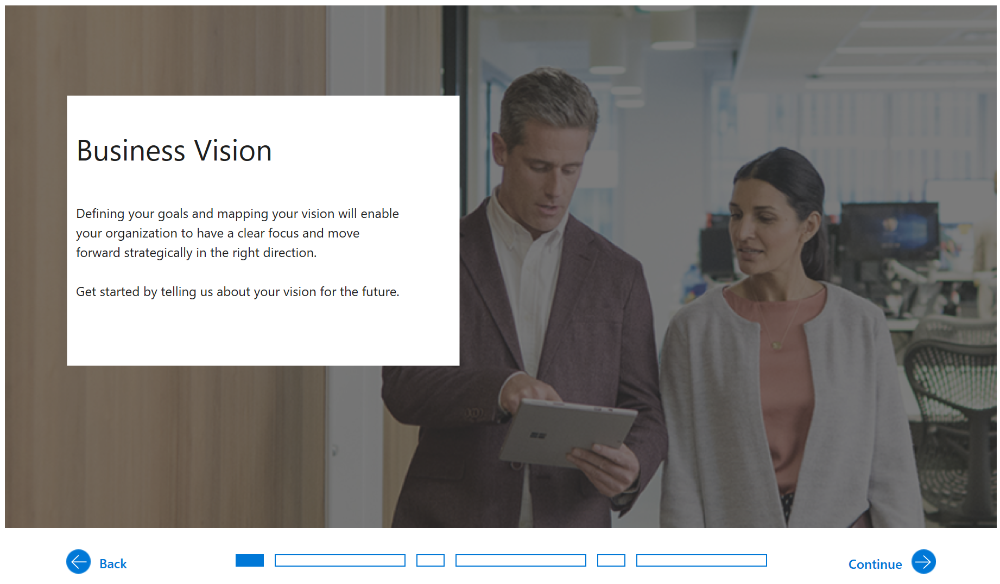 Business Vision
Defining your goals and mapping your vision will enable
your organization to have a clear focus and move
forward strategically in the right direction.
Get started by telling us about your vision for the future.
Back
Continue